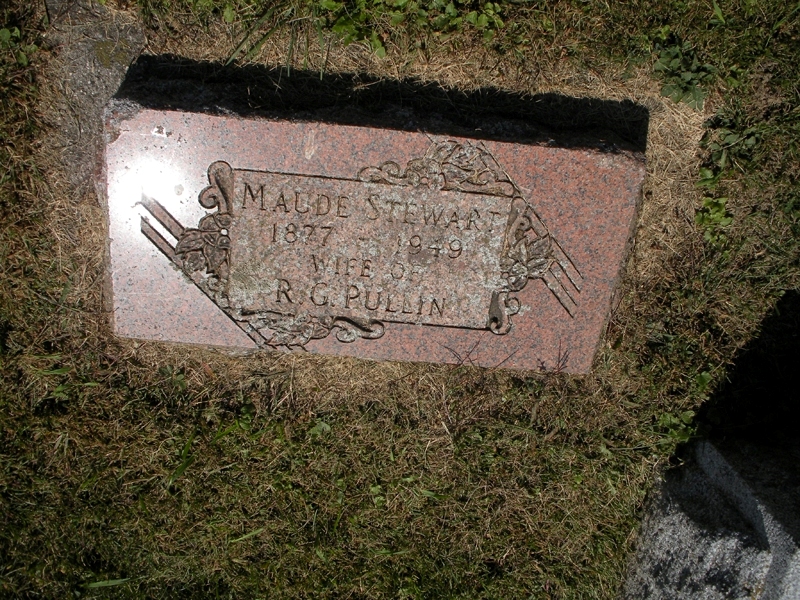 MAUDE STEWART
1877 - 1949
WIFE OF
R. G. PULLIN